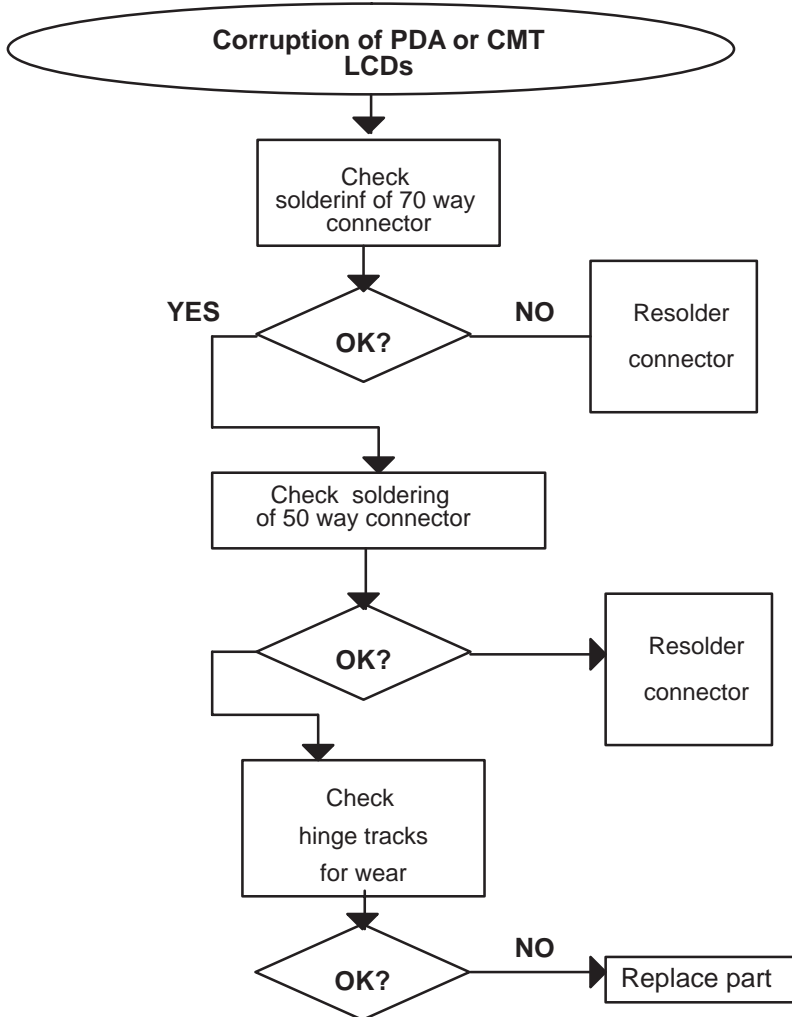 Corruption of PDA or CMT
LCDs
Check
solderinf of 70 way
connector
YES
OK?
NO
Resolder
connector
Check soldering
of 50 way connector
OK?
Resolder
connector
Check
hinge tracks
for wear
OK?
NO
Replace part